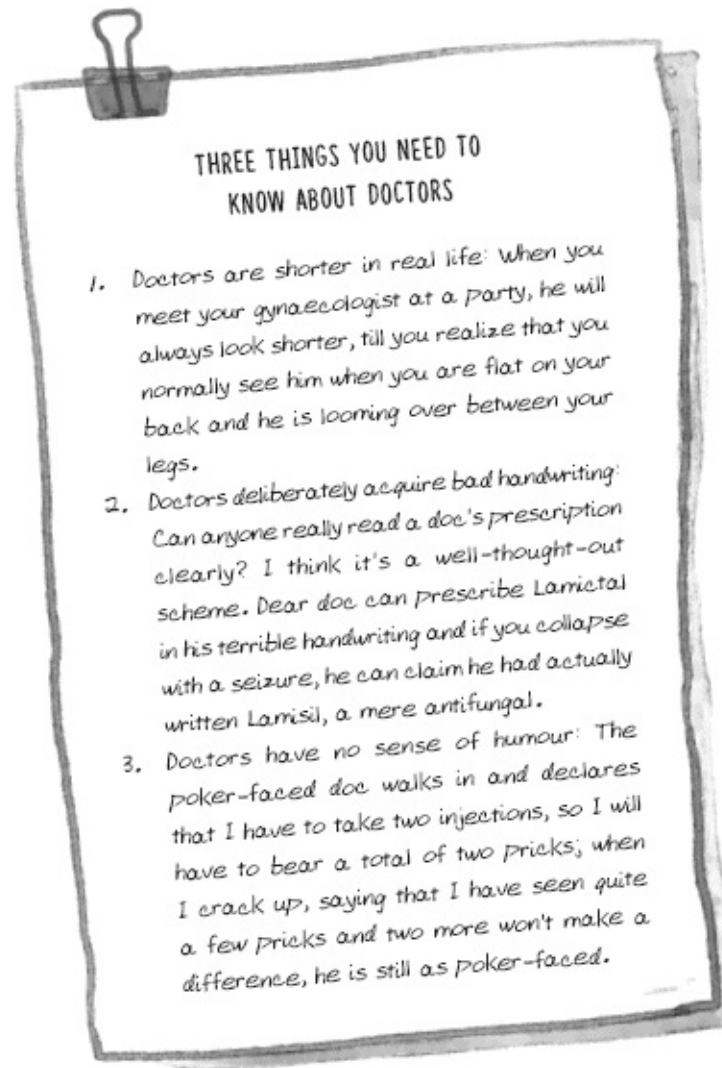 THREE THINGS YOU NEED TO
KNOW ABOUT DOCTORS
1. Doctors are shorter in real life: When you
meet your gynaecologist at a party, he will
always look shorter, till you realize that you
normally see him when you are flat on your
back and he is looming over between your
legs.
2. Doctors deliberately acquire bad handwriting:
Can anyone really read a doc's prescription
clearly? I think it's a well-thought-out
scheme. Dear doc can prescribe Lamictal
in his terrible handwriting and if you collapse
with a seizure, he can claim he had actually
written Lamisil, a mere antifungal.
3. Doctors have no sense of humour: The
poker-faced doc walks in and declares
that I have to take two injections, so I will
have to bear a total of two pricks; when
I crack up, saying that I have seen quite
a few pricks and two more won't make a
difference, he is still as poker-faced.